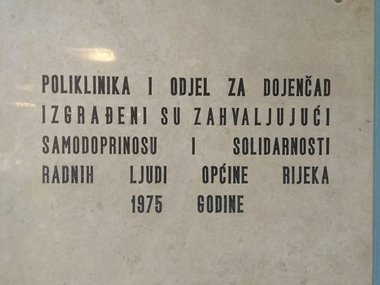 POLIKLINIKA I ODJEL ZA DOJENČAD
IZGRAĐENI SU ZAHVALJUJUĆI
SAMODOPRINOSU I SOLIDARNOSTI
RADNIH LJUDI OPĆINE RIJEKA
1975 GODINE